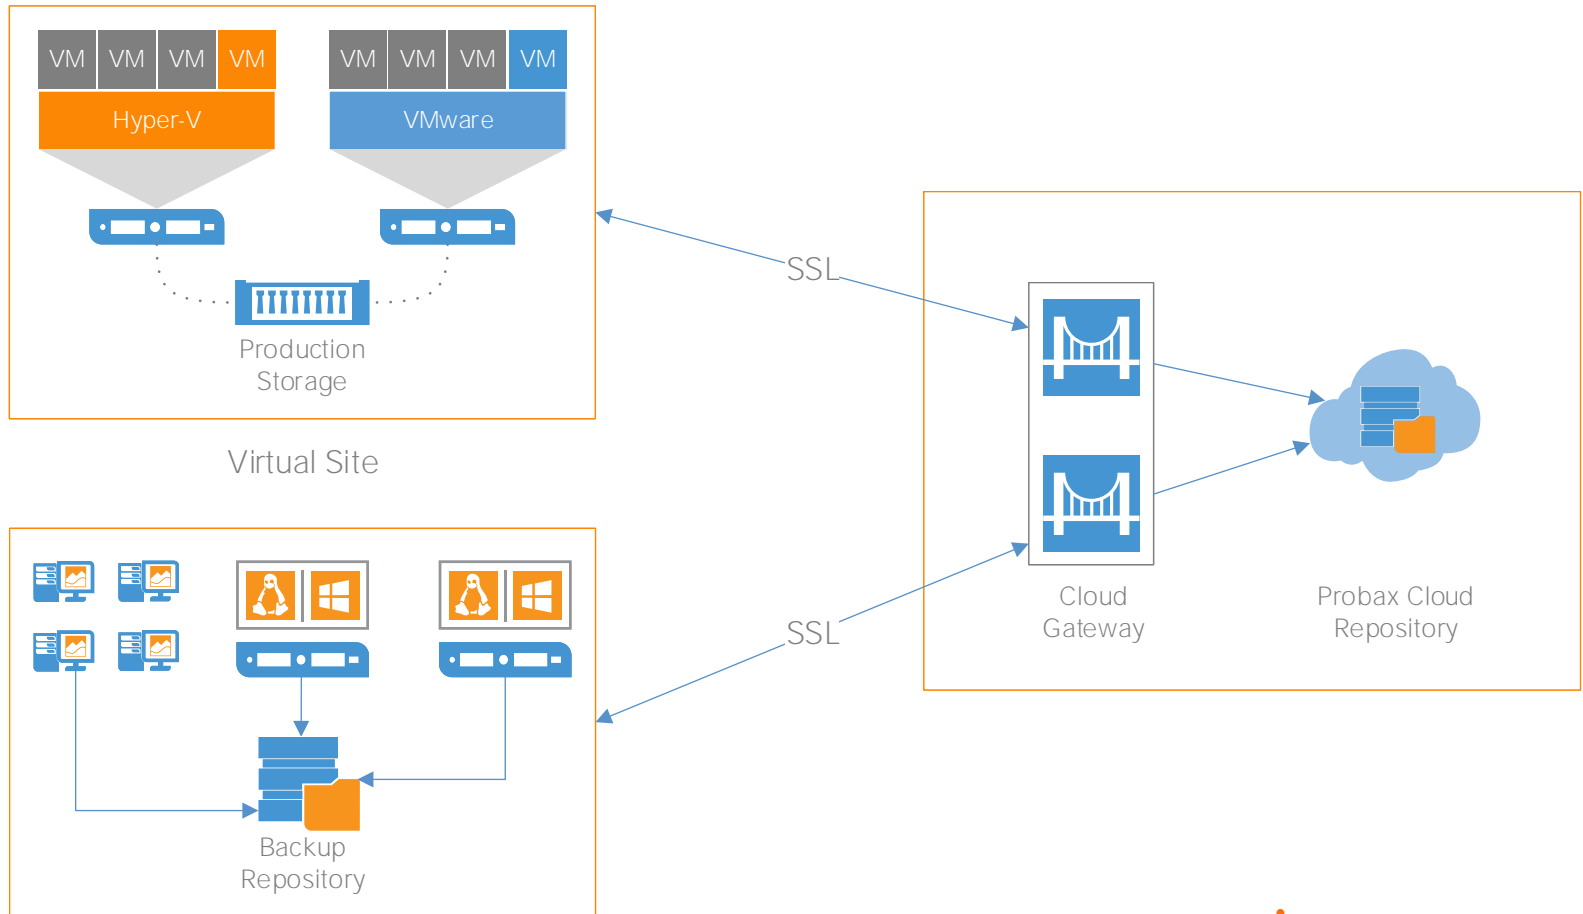 VM VM VM VM
VM VM VM VM
Hyper-V
VMware
Production
Storage
Virtual Site
SSL
SSL
Cloud
Gateway
Probax Cloud
Repository
Backup
Repository